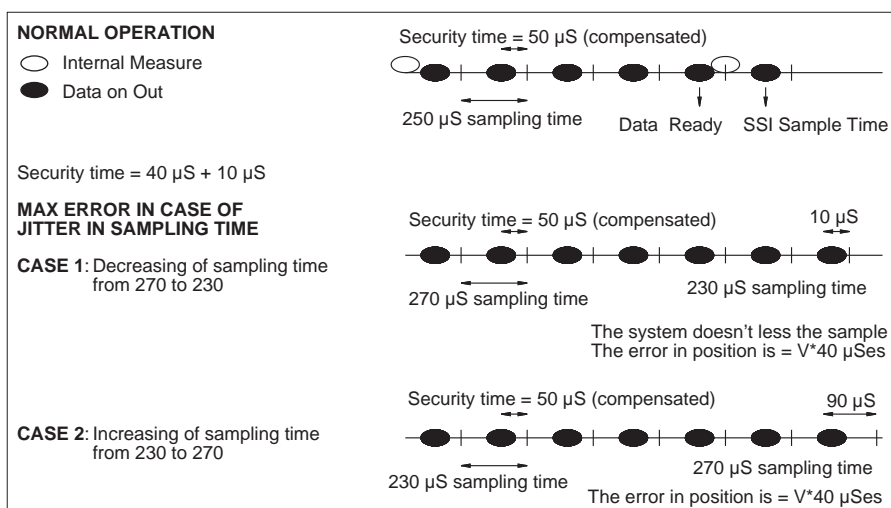 NORMAL OPERATION
Internal Measure
Data on Out
Security time = 50 µS (compensated)
250 µS sampling time
Data Ready
SSI Sample Time
Security time = 40 µS + 10 µS
MAX ERROR IN CASE OF
JITTER IN SAMPLING TIME
CASE 1: Decreasing of sampling time
from 270 to 230
Security time = 50 µS (compensated)
10 µS
270 µS sampling time
230 µS sampling time
The system doesn't less the sample
The error in position is = V*40 µSes
CASE 2: Increasing of sampling time
from 230 to 270
Security time = 50 µS (compensated)
90 µS
230 µS sampling time
270 µS sampling time
The error in position is = V*40 µSes